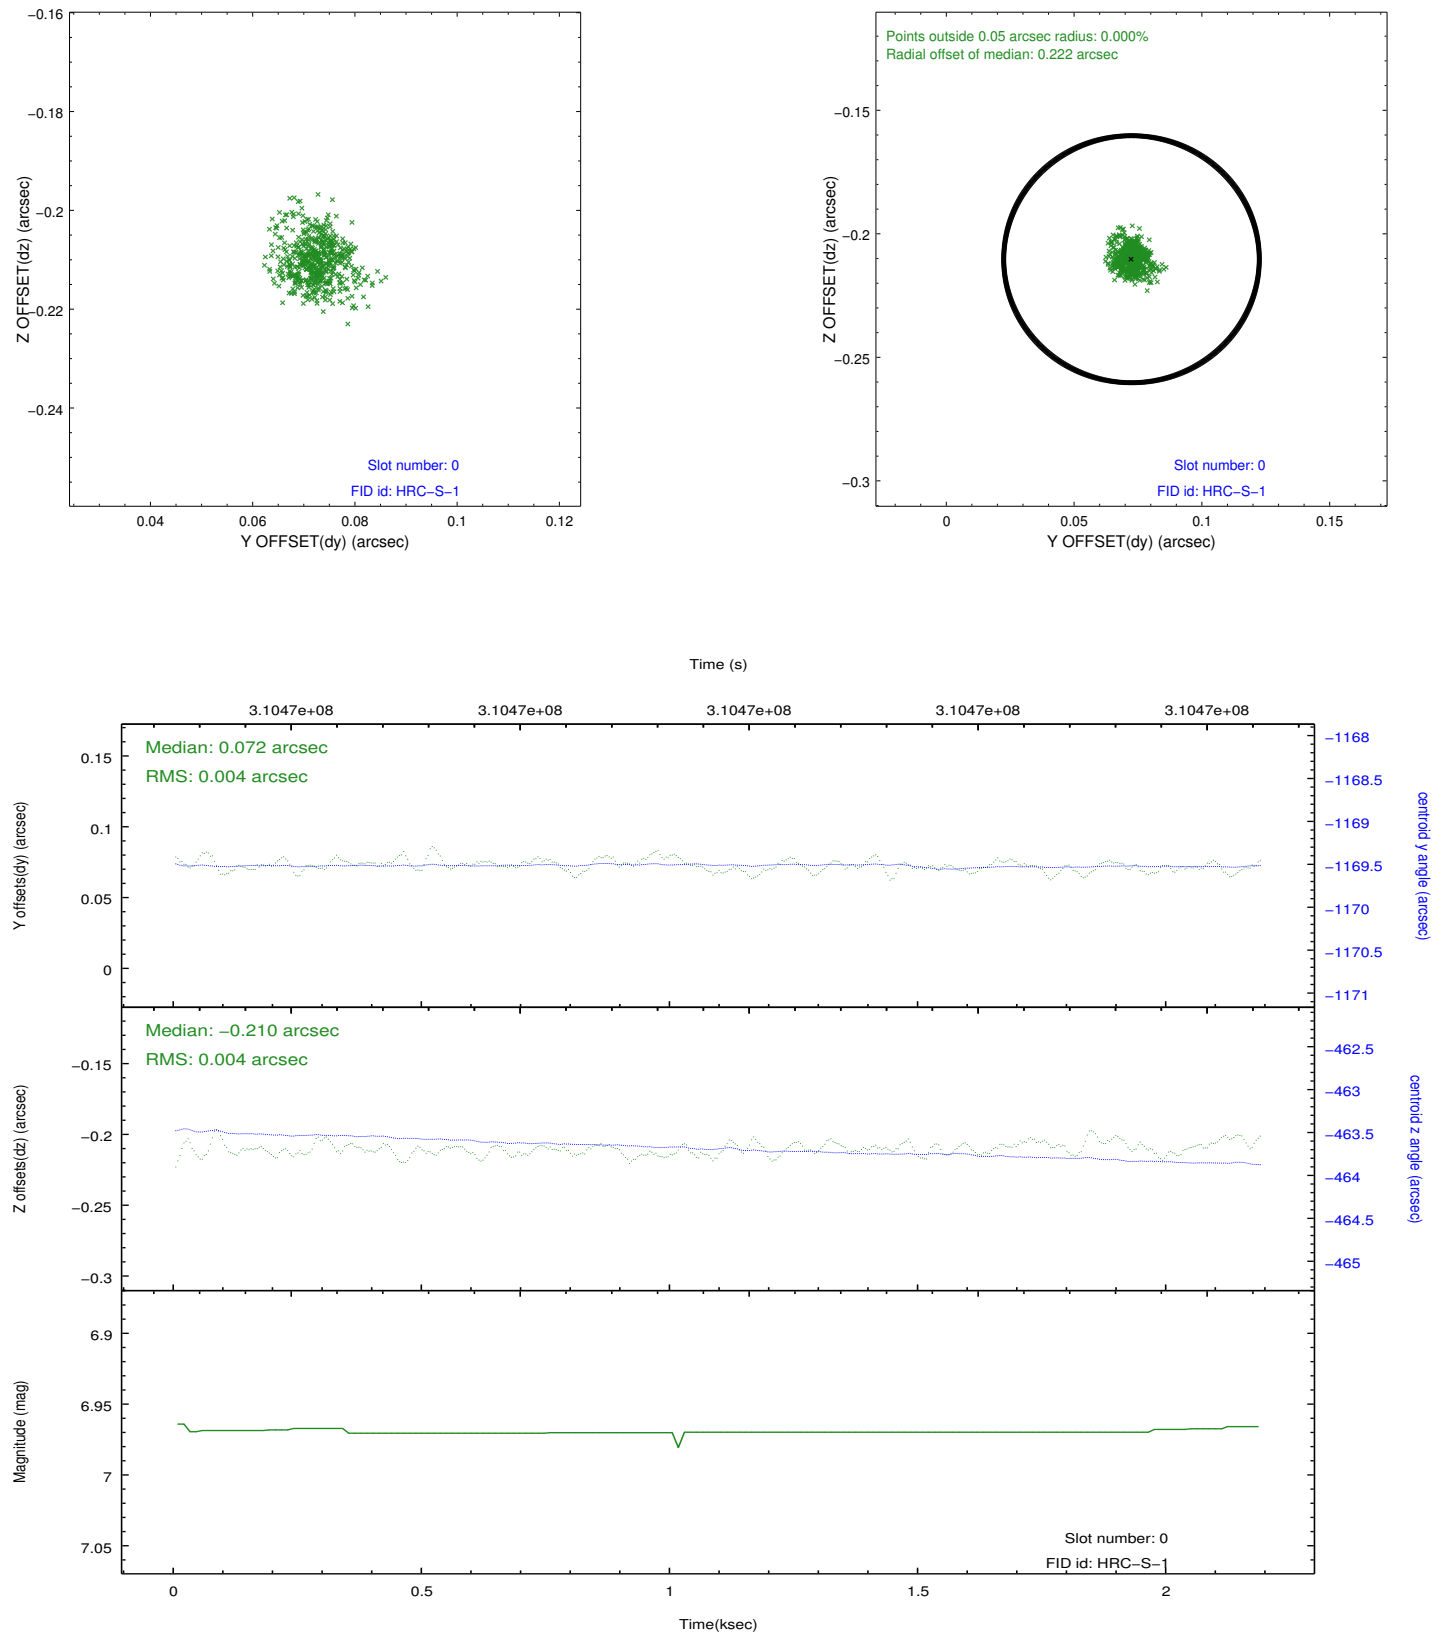 −0.16
−0.18
−0.2
−0.22
−0.24
Z OFFSET(dz) (arcsec)
Slot number: 0
FID id: HRC−S−1
0.04 0.06 0.08 0.1 0.12
Y OFFSET(dy) (arcsec)
Points outside 0.05 arcsec radius: 0.000%
Radial offset of median: 0.222 arcsec
−0.15
−0.2
−0.25
−0.3
Z OFFSET(dz) (arcsec)
Slot number: 0
FID id: HRC−S−1
0 0.05 0.1 0.15
Y OFFSET(dy) (arcsec)
Time (s)
3.1047e+08 3.1047e+08 3.1047e+08 3.1047e+08 3.1047e+08
Median: 0.072 arcsec
RMS: 0.004 arcsec
0.15
0.1
0.05
0
Y offsets(dy) (arcsec)
−1168
−1168.5
−1169
−1169.5
−1170
−1170.5
−1171
centroid y angle (arcsec)
Median: −0.210 arcsec
RMS: 0.004 arcsec
−0.15
−0.2
−0.25
−0.3
Z offsets(dz) (arcsec)
−462.5
−463
−463.5
−464
−464.5
−465
centroid z angle (arcsec)
6.9
6.95
7
7.05
Magnitude (mag)
Slot number: 0
FID id: HRC−S−1
0 0.5 1 1.5 2
Time(ksec)